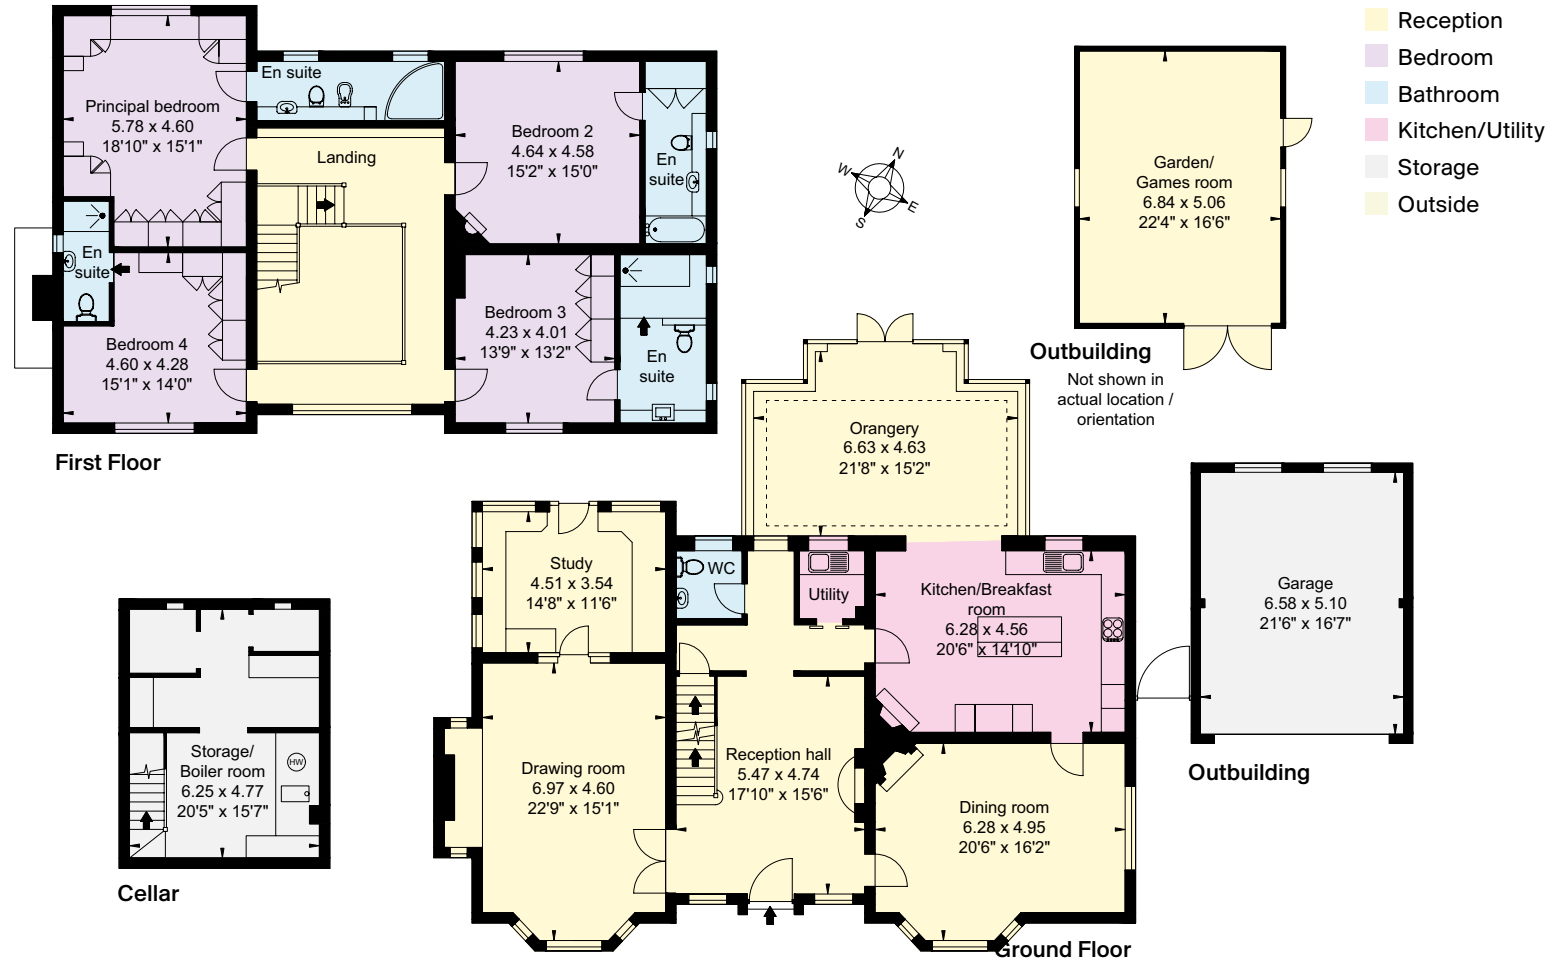 Reception
Bedroom
Bathroom
Kitchen/Utility
Storage
Outside
En suite
Principal bedroom
5.78 x 4.60
18'10" x 15'1"
Landing
Bedroom 2
4.64 x 4.58
15'2" x 15'0"
En
suite
En
suite
Bedroom 3
4.23 x 4.01
13'9" x 13'2"
Bedroom 4
4.60 x 4.28
15'1" x 14'0"
En
suite
First Floor
N
W
E
S
Garden/
Games room
6.84 x 5.06
22'4" x 16'6"
Outbuilding
Not shown in
actual location /
orientation
Orangery
6.63 x 4.63
21'8" x 15'2"
Study
4.51 x 3.54
14'8" x 11'6"
WC
Utility
Kitchen/Breakfast
room
6.28 x 4.56
20'6" x 14'10"
Garage
6.58 x 5.10
21'6" x 16'7"
Outbuilding
Storage/
Boiler room
6.25 x 4.77
20'5" x 15'7"
HW
Cellar
Drawing room
6.97 x 4.60
22'9" x 15'1"
Reception hall
5.47 x 4.74
17'10" x 15'6"
Dining room
6.28 x 4.95
20'6" x 16'2"
Ground Floor